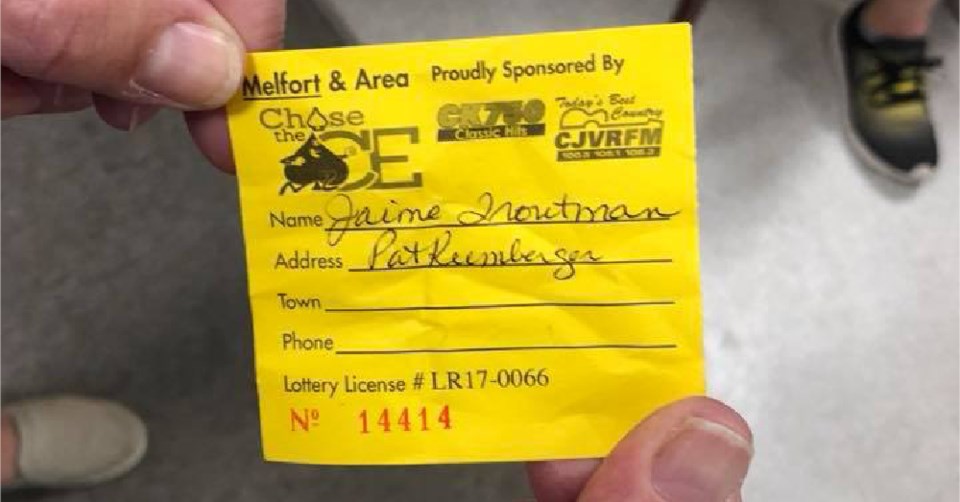 Melfort & Area Proudly Sponsored By
Chase
the ACE
CK750
Classic Hits
Today's Best
Country
CJVRFM
Name Jaime Troutman
Address Pat Kumberger
Town
Phone
Lottery License # LR17-0066
Nº 14414